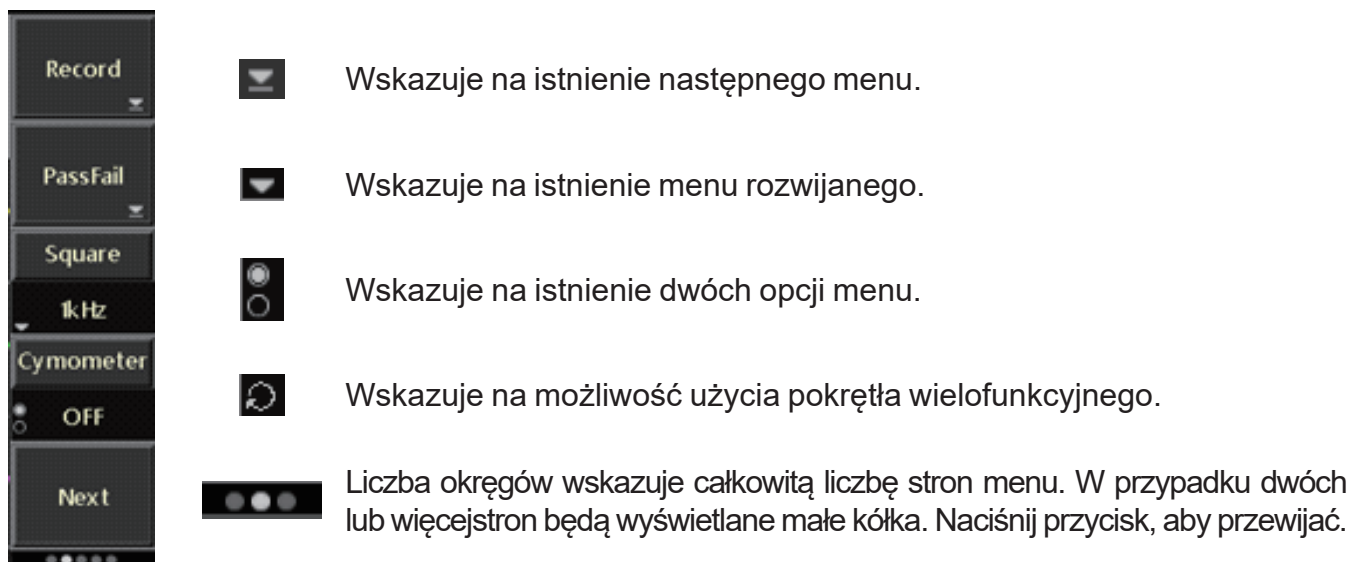 Record
PassFail
Square
1kHz
Cymometer
OFF
Next
Wskazuje na istnienie następnego menu.
Wskazuje na istnienie menu rozwijanego.
Wskazuje na istnienie dwóch opcji menu.
Wskazuje na możliwość użycia pokrętła wielofunkcyjnego.
Liczba okręgów wskazuje całkowitą liczbę stron menu. W przypadku dwóch
lub więcejstron będą wyświetlane małe kółka. Naciśnij przycisk, aby przewijać.